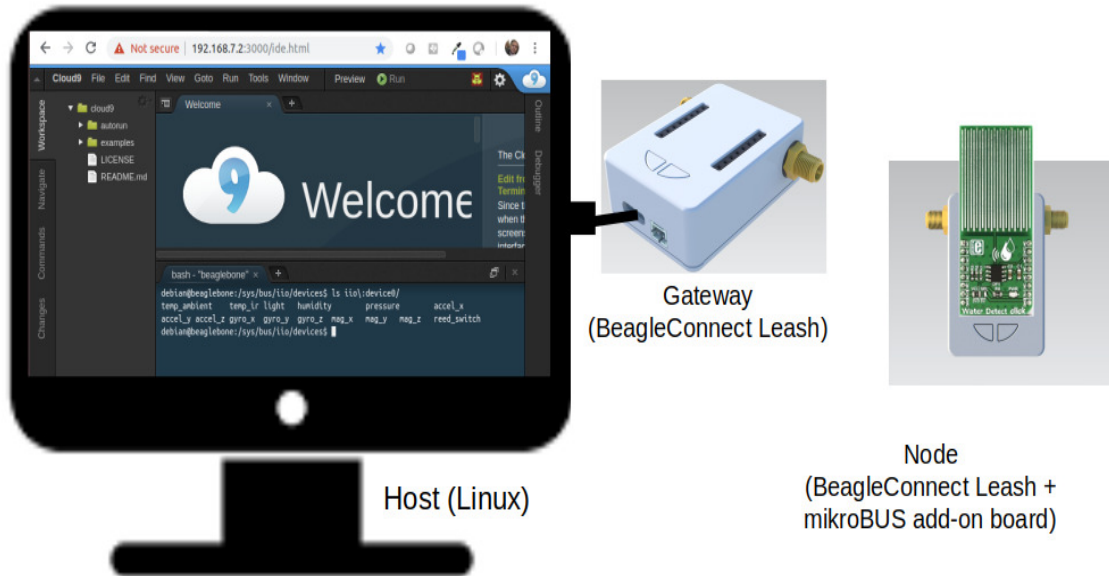 Not secure | 192.168.7.2:3000/ide.html
Cloud9 File Edit Find View Goto Run Tools Window Preview Run
Workspace
Navigate
Commands
Changes
cloud9
autorun
examples
LICENSE
README.md
Welcome
9
Welcome
The Cl
Edit fr
Termin
Since t
when t
screens
interfac
Outline
Debugger
bash - "beaglebone"
debian@beaglebone:/sys/bus/iio/devices$ ls iio\:device0/
temp_ambient temp_ir light humidity pressure accel_x
accel_y accel_z gyro_x gyro_y gyro_z mag_x mag_y mag_z reed_switch
debian@beaglebone:/sys/bus/iio/devices$
Host (Linux)
Gateway
(BeagleConnect Leash)
Water Detect click
Node
(BeagleConnect Leash +
mikroBUS add-on board)